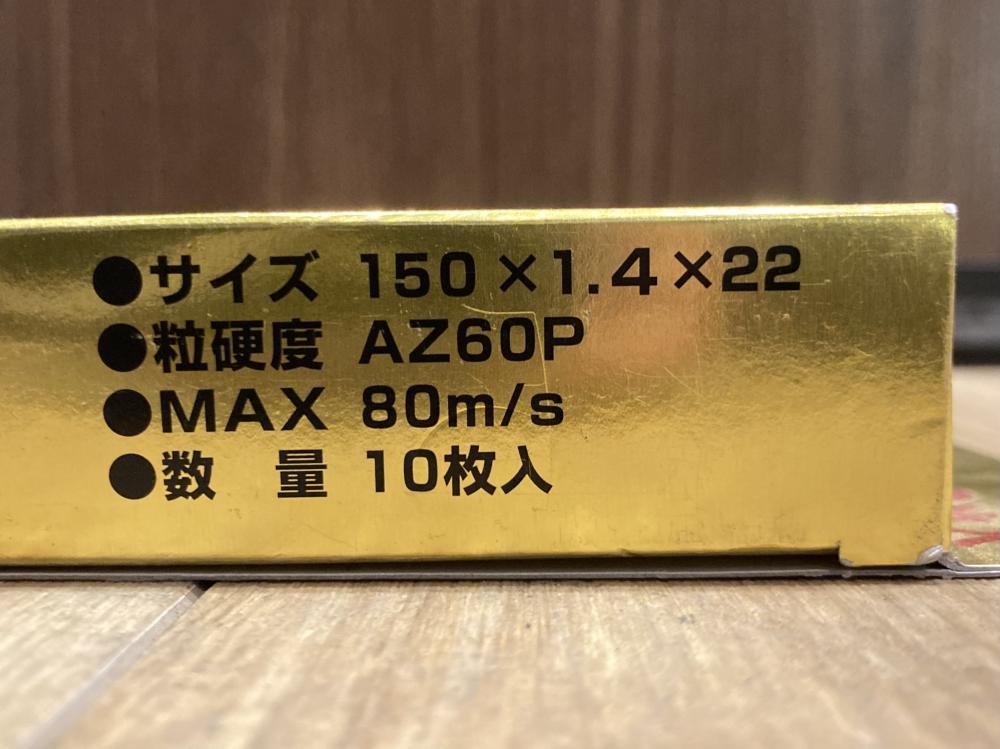 ●サイズ 150×1.4×22
●粒硬度 AZ60P
●MAX 80m/s
●数　量 10枚入